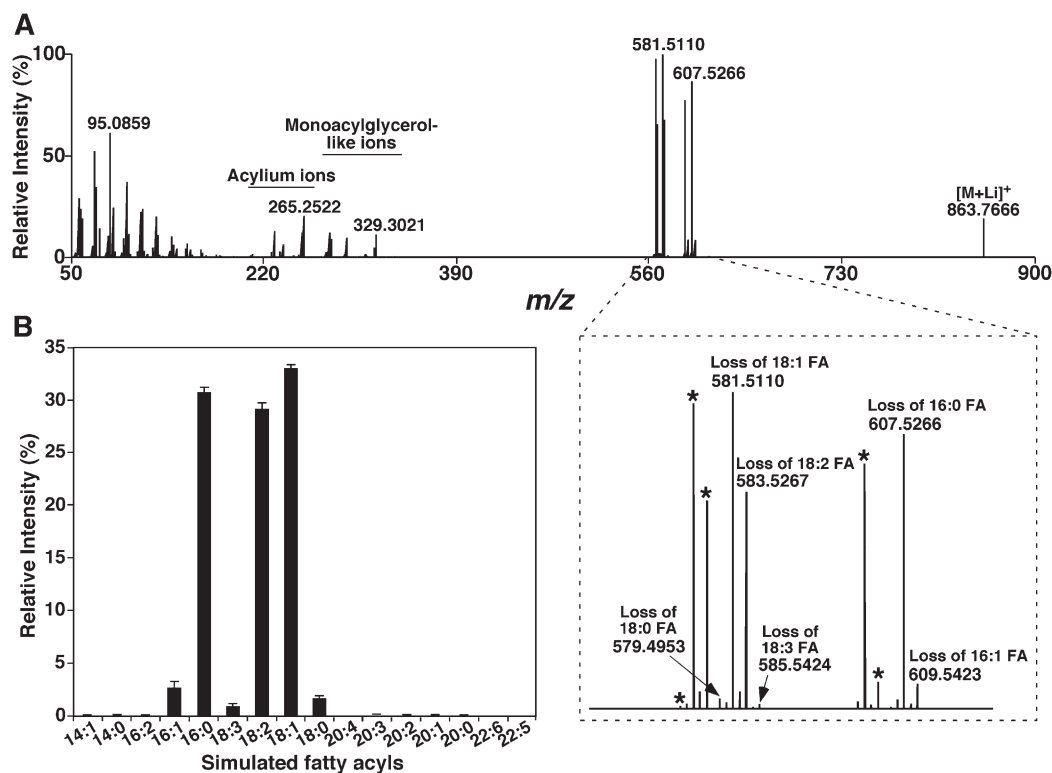 A
Relative Intensity (%)
100
50
0
95.0859
Monoacylglycerol-
like ions
Acylium ions
265.2522
329.3021
581.5110
607.5266
[M+Li]+
863.7666
50
220
390
560
730
900
m/z
B
Relative Intensity (%)
35
30
25
20
15
10
5
0
14:1
14:0
16:2
16:1
16:0
18:3
18:2
18:1
18:0
20:4
20:3
20:2
20:1
20:0
22:6
22:5
Simulated fatty acyls
Loss of 18:1 FA
581.5110
*
Loss of 16:0 FA
607.5266
*
Loss of 18:2 FA
583.5267
*
Loss of
18:0 FA
579.4953
Loss of
18:3 FA
585.5424
Loss of 16:1 FA
609.5423
*
*